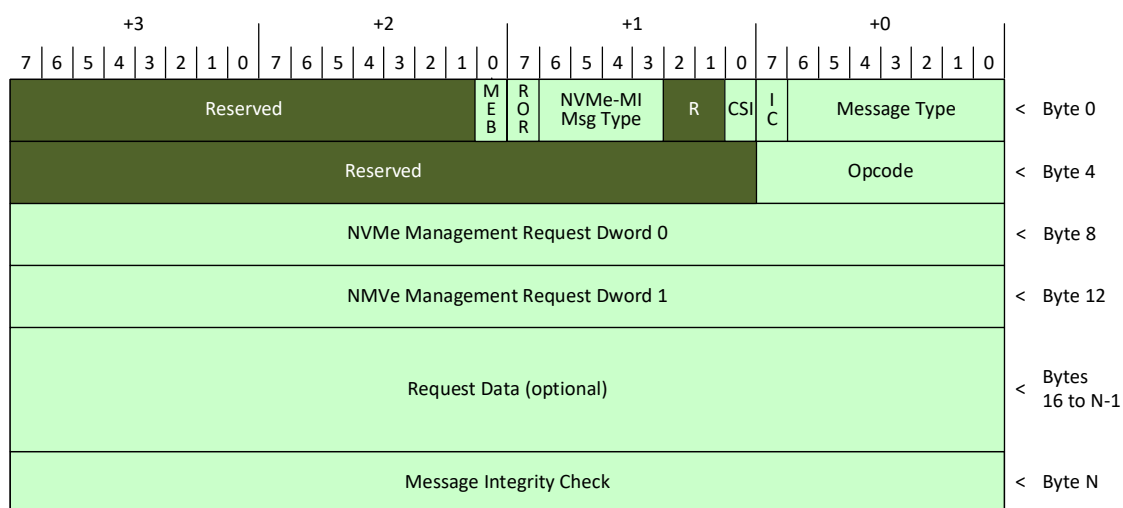 +3 +2 +1 +0
7 6 5 4 3 2 1 0 7 6 5 4 3 2 1 0 7 6 5 4 3 2 1 0 7 6 5 4 3 2 1 0
Reserved MEB ROR NVMe-MI Msg Type R CSI IC Message Type < Byte 0
Reserved Opcode < Byte 4
NVMe Management Request Dword 0 < Byte 8
NMVe Management Request Dword 1 < Byte 12
Request Data (optional) < Bytes 16 to N-1
Message Integrity Check < Byte N